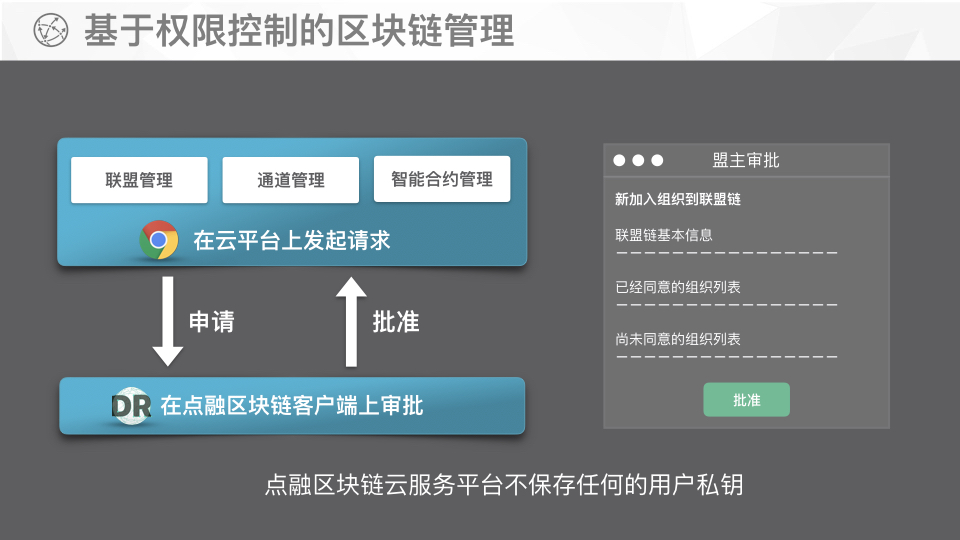 基于权限控制的区块链管理
联盟管理
通道管理
智能合约管理
在云平台上发起请求
申请
批准
DR
在点融区块链客户端上审批
盟主审批
新加入组织到联盟链
联盟链基本信息
已经同意的组织列表
尚未同意的组织列表
批准
点融区块链云服务平台不保存任何的用户私钥